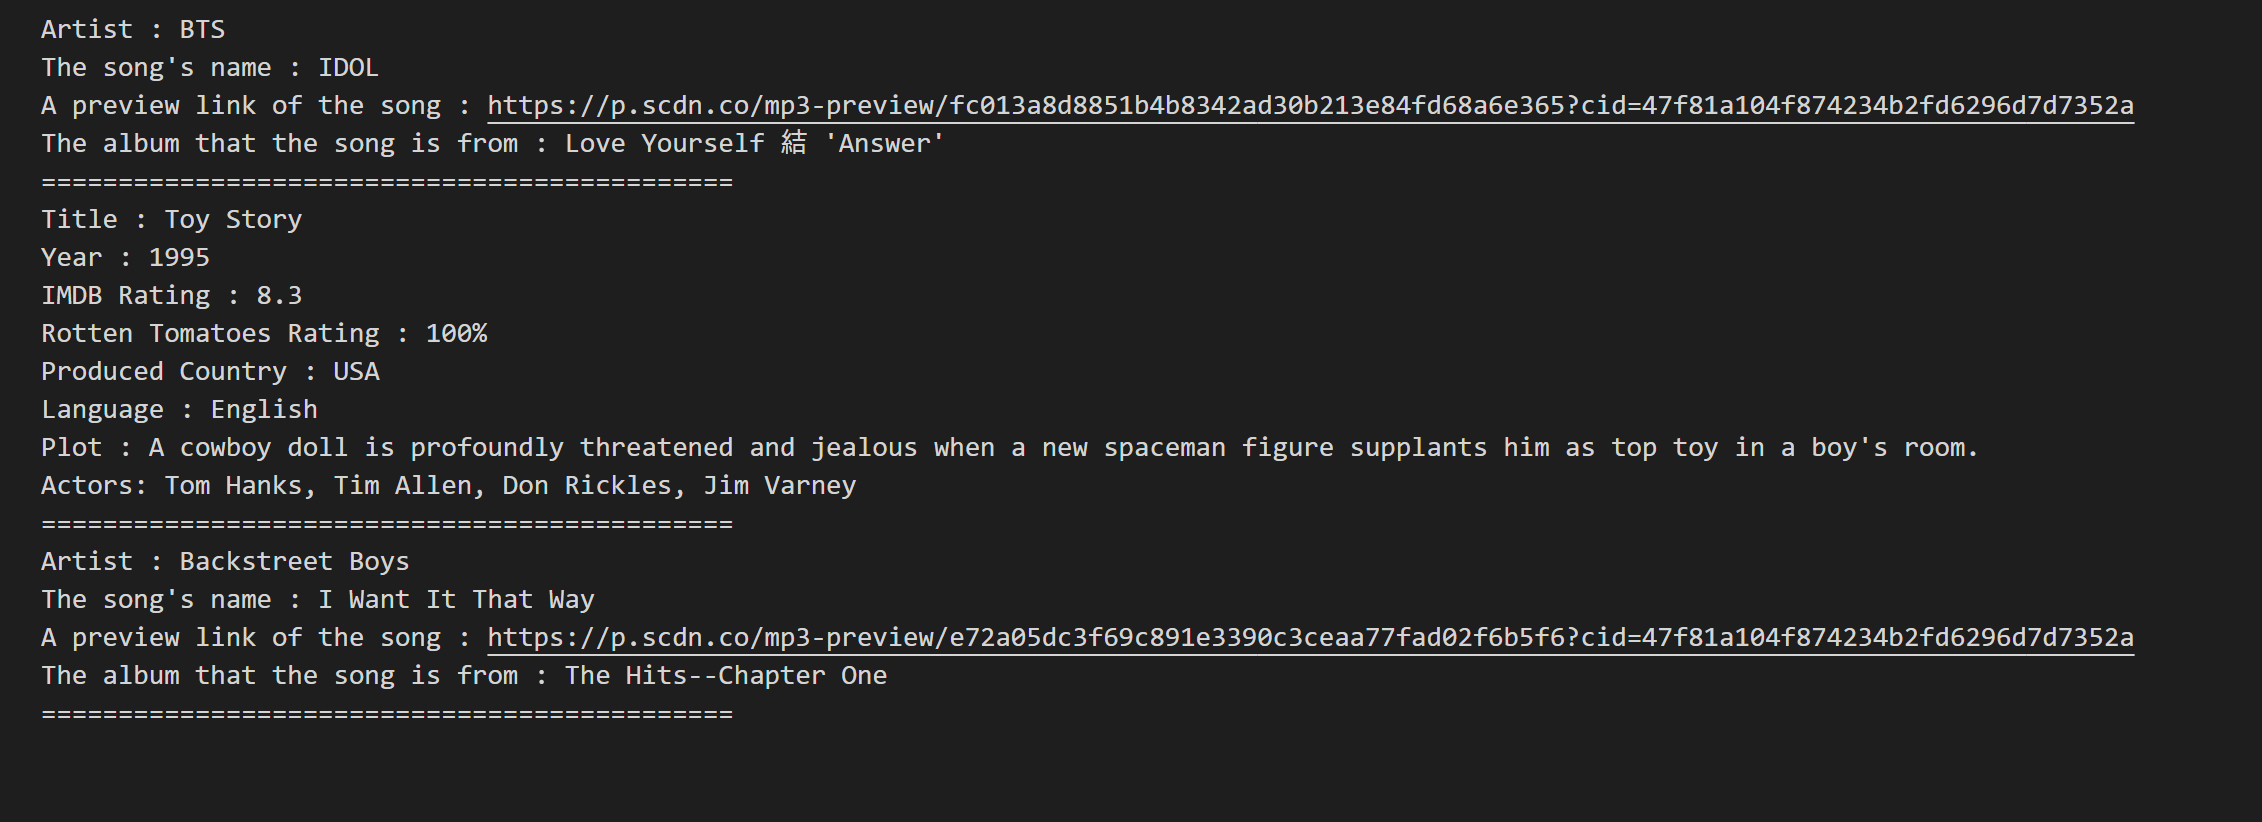 Artist : BTS
The song's name : IDOL
A preview link of the song : https://p.scdn.co/mp3-preview/fc013a8d8851b4b8342ad30b213e84fd68a6e365?cid=47f81a104f874234b2fd6296d7d7352a
The album that the song is from : Love Yourself 結 'Answer'
=============================================
Title : Toy Story
Year : 1995
IMDB Rating : 8.3
Rotten Tomatoes Rating : 100%
Produced Country : USA
Language : English
Plot : A cowboy doll is profoundly threatened and jealous when a new spaceman figure supplants him as top toy in a boy's room.
Actors: Tom Hanks, Tim Allen, Don Rickles, Jim Varney
=============================================
Artist : Backstreet Boys
The song's name : I Want It That Way
A preview link of the song : https://p.scdn.co/mp3-preview/e72a05dc3f69c891e3390c3ceaa77fad02f6b5f6?cid=47f81a104f874234b2fd6296d7d7352a
The album that the song is from : The Hits--Chapter One
=============================================